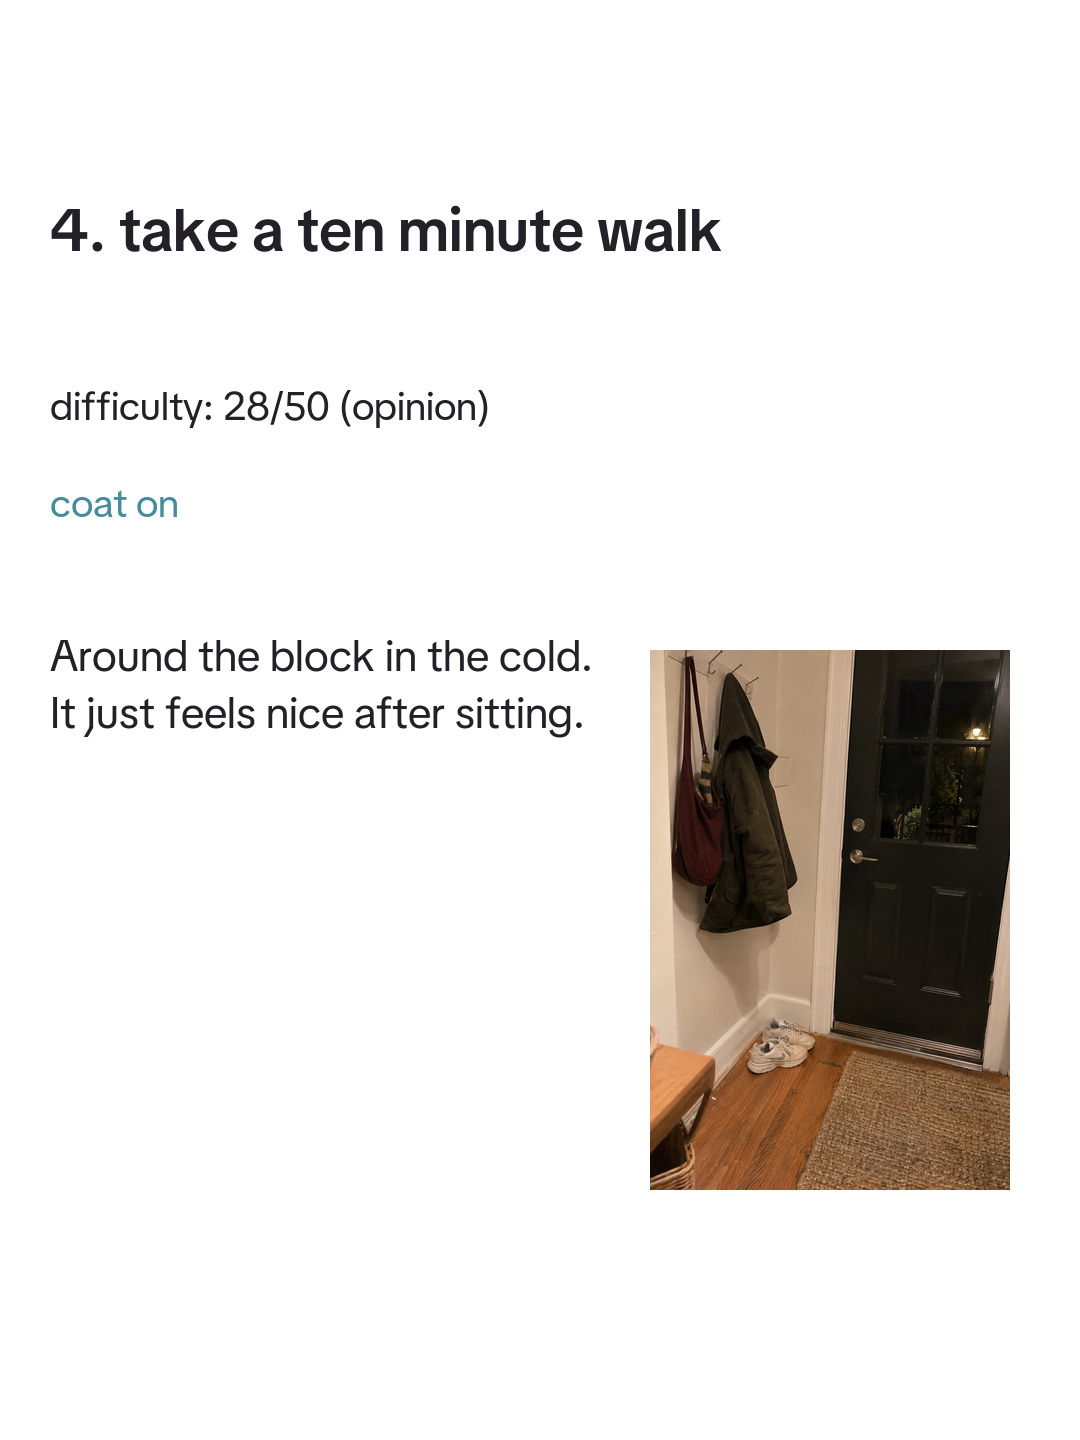 4. take a ten minute walk
difficulty: 28/50 (opinion)
coat on
Around the block in the cold.
It just feels nice after sitting.